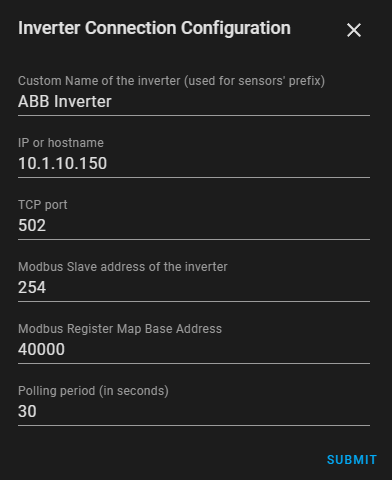 Inverter Connection Configuration
Custom Name of the inverter (used for sensors' prefix)
ABB Inverter
IP or hostname
10.1.10.150
TCP port
502
Modbus Slave address of the inverter
254
Modbus Register Map Base Address
40000
Polling period (in seconds)
30
SUBMIT